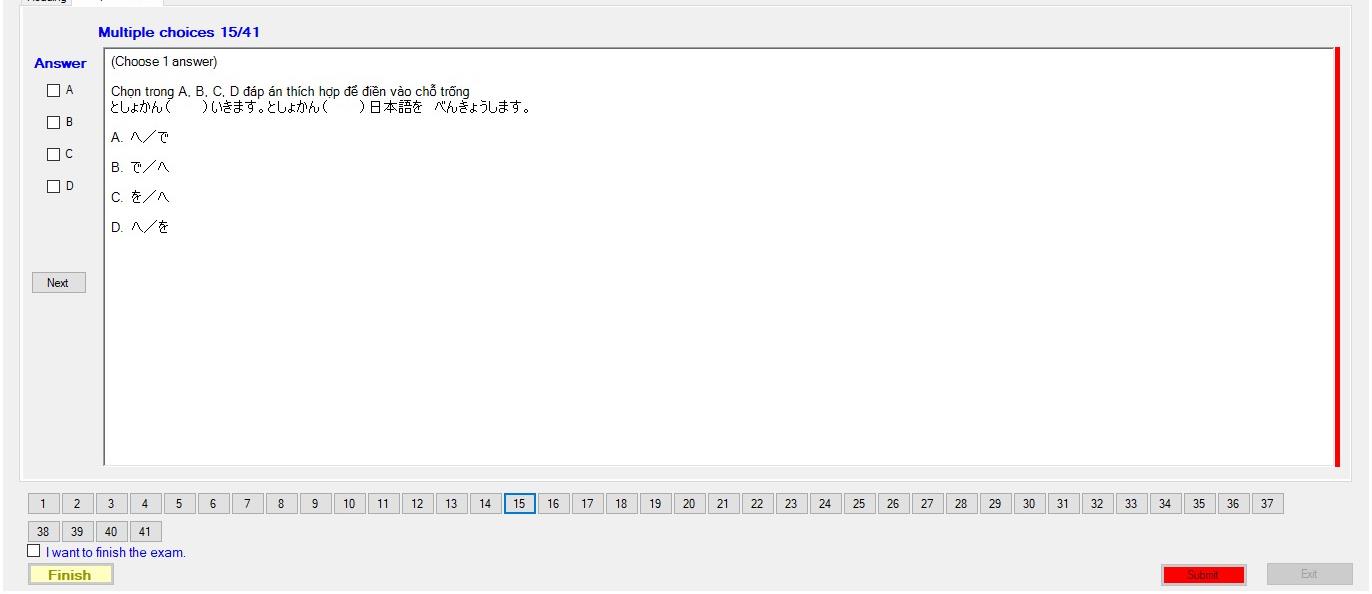 Multiple choices 15/41
Answer
(Choose 1 answer)
A
Chọn trong A, B, C, D đáp án thích hợp để điền vào chỗ trống
としょかん(　　)いきます。としょかん(　　)日本語を　べんきょうします。
B
A. へ／で
C
B. で／へ
D
C. を／へ
D. へ／を
Next
1 2 3 4 5 6 7 8 9 10 11 12 13 14 15 16 17 18 19 20 21 22 23 24 25 26 27 28 29 30 31 32 33 34 35 36 37
38 39 40 41
I want to finish the exam.
Finish Submit Exit